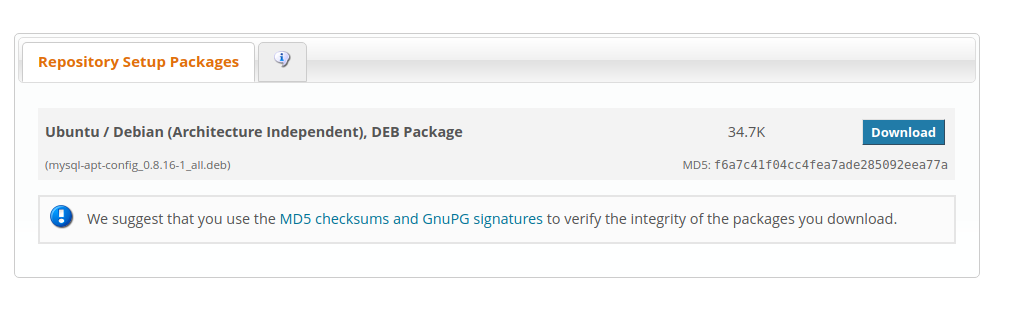 Repository Setup Packages
Ubuntu / Debian (Architecture Independent), DEB Package 34.7K Download
(mysql-apt-config_0.8.16-1_all.deb) MD5: f6a7c41f04cc4fea7ade285092eea77a
We suggest that you use the MD5 checksums and GnuPG signatures to verify the integrity of the packages you download.